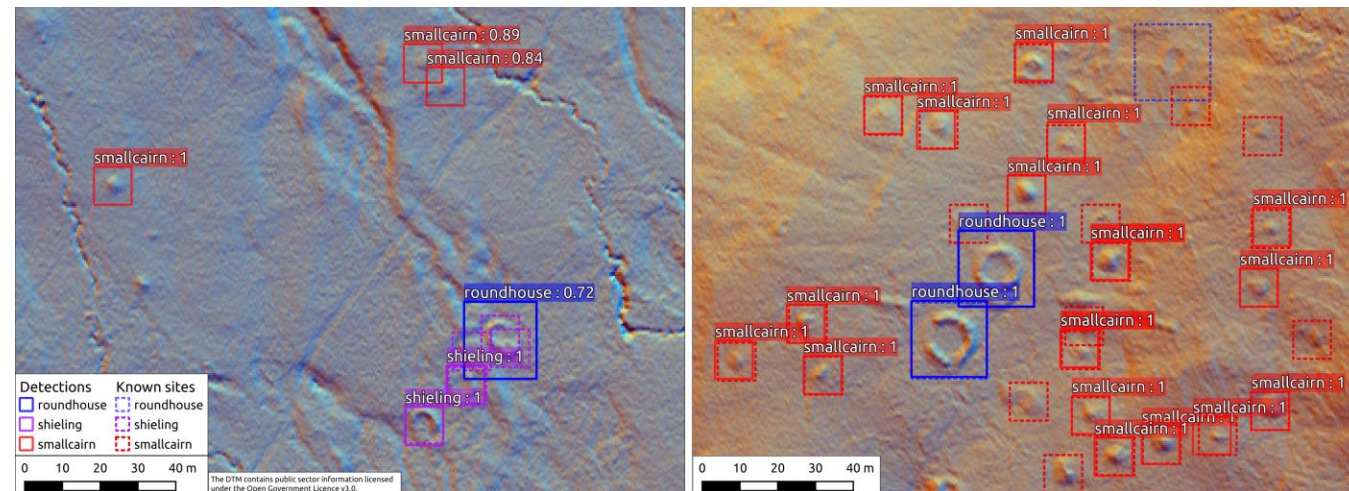 smallcairn : 0.89
smallcairn : 0.84
smallcairn : 1
roundhouse : 0.72
shieling : 1
shieling : 1
Detections Known sites
roundhouse roundhouse
shieling shieling
smallcairn smallcairn
0 10 20 30 40 m
The DTM contains public sector information licensed
under the Open Government Licence v3.0.
smallcairn : 1
smallcairn : 1
smallcairn : 1
smallcairn : 1
smallcairn : 1
smallcairn : 1
roundhouse : 1
smallcairn : 1
smallcairn : 1
roundhouse : 1
smallcairn : 1
smallcairn : 1
smallcairn : 1
smallcairn : 1
smallcairn : 1
smallcairn : 1
smallcairn : 1
smallcairn : 1
smallcairn : 1
0 10 20 30 40 m